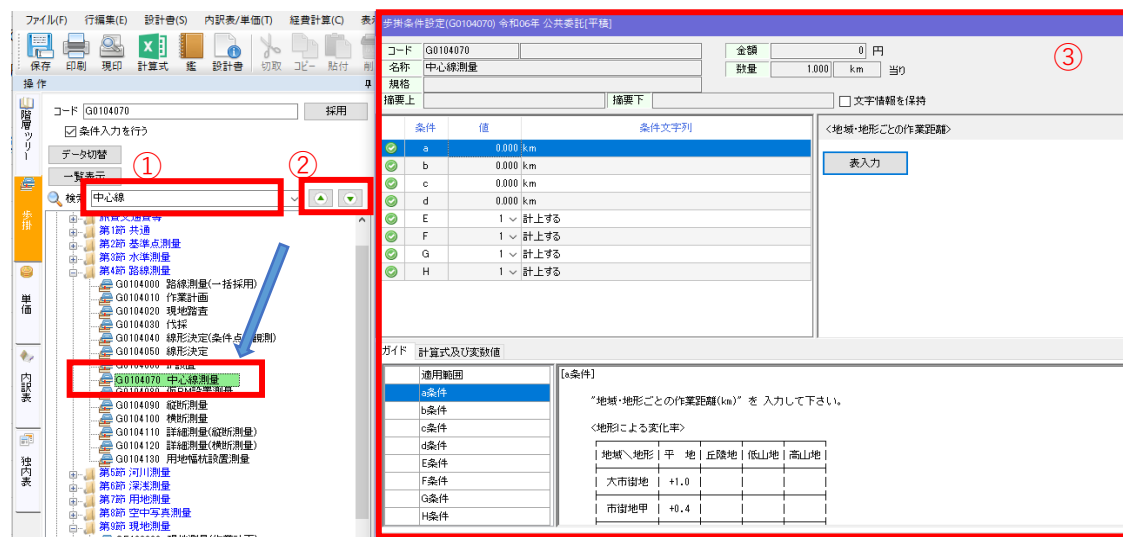 ファイル(F) 行編集(E) 設計書(S) 内訳表/単価(T) 経費計算(C)
保存 印刷 現印 計算式 鑑 設計書 切取 コピー 貼付
操作
階層ツリー
歩掛
単価
内訳表
独内表
コード G0104070 採用
条件入力を行う
データ切替
一覧表示
①
②
検索 中心線
第1節 共通
第2節 基準点測量
第3節 水準測量
第4節 路線測量
G0104000 路線測量(一括採用)
G0104010 作業計画
G0104020 現地踏査
G0104030 伐採
G0104040 線形決定(条件点の観測)
G0104050 線形決定
G0104070 中心線測量
G0104090 縦断測量
G0104100 横断測量
G0104110 詳細測量(縦断測量)
G0104120 詳細測量(横断測量)
G0104130 用地幅杭設置測量
第5節 河川測量
第6節 深浅測量
第7節 用地測量
第8節 空中写真測量
第9節 現地測量
歩掛条件設定(G0104070) 令和06年 公共委託[平積]
③
コード G0104070 金額 0 円
名称 中心線測量 数量 1.000 km 当り
規格
摘要上 摘要下 文字情報を保持
条件 値 条件文字列
a 0.000 km
b 0.000 km
c 0.000 km
d 0.000 km
E 1 計上する
F 1 計上する
G 1 計上する
H 1 計上する
<地域・地形ごとの作業距離>
表入力
ガイド 計算式及び変数値
適用範囲
a条件
b条件
c条件
d条件
E条件
F条件
G条件
H条件
[a条件]
"地域・地形ごとの作業距離(km)" を 入力して下さい。
<地形による変化率>
地域＼地形 平 地 丘陵地 低山地 高山地
大市街地 +1.0
市街地甲 +0.4